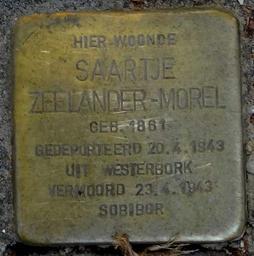 HIER WOONDE
SAARTJE
ZEELANDER-MOREL
GEB. 1861
GEDEPORTEERD 20.4.1943
UIT WESTERBORK
VERMOORD 23.4.1943
SOBIBOR